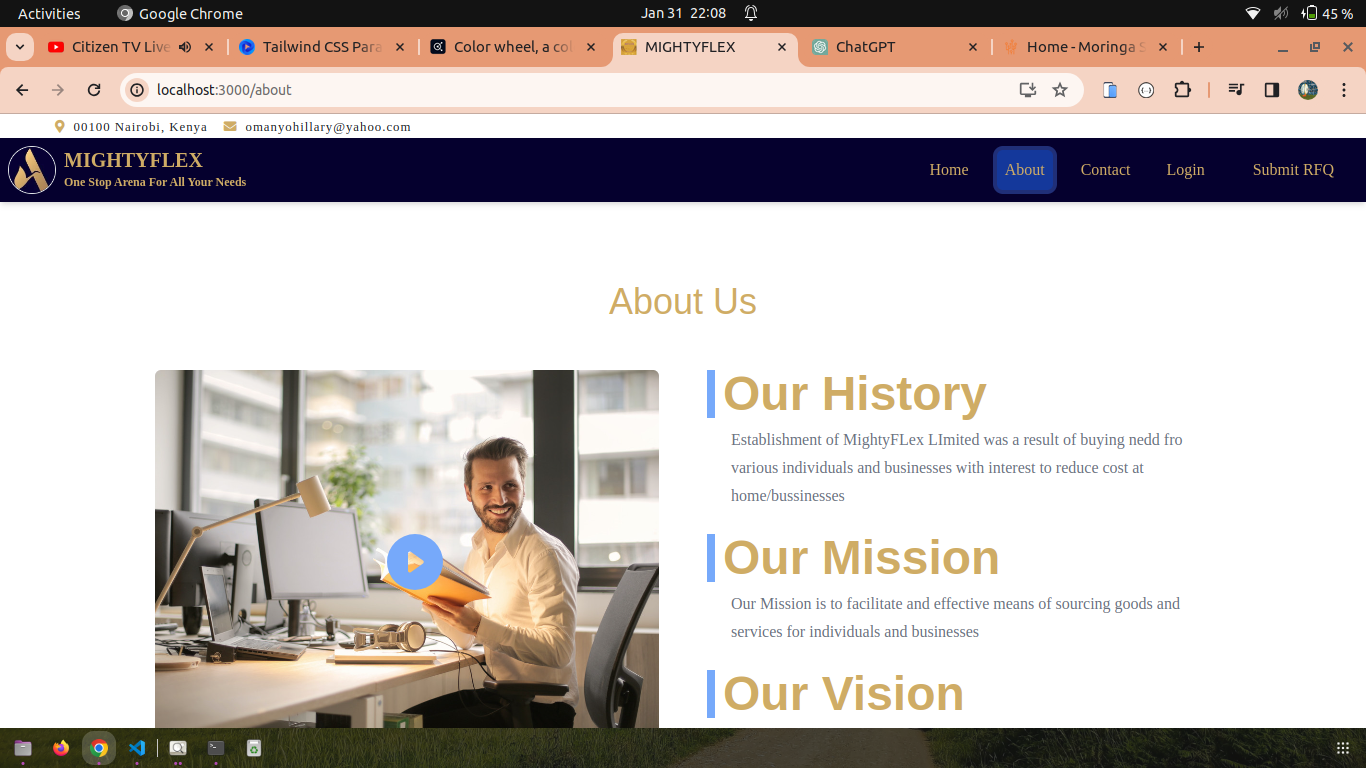 Activities
Google Chrome
Jan 31 22:08
45 %
Citizen TV Live
Tailwind CSS Para
Color wheel, a col
MIGHTYFLEX
ChatGPT
Home - Moringa S
localhost:3000/about
00100 Nairobi, Kenya
omanyohillary@yahoo.com
MIGHTYFLEX
One Stop Arena For All Your Needs
Home
About
Contact
Login
Submit RFQ
About Us
Our History
Establishment of MightyFLex LImited was a result of buying nedd fro
various individuals and businesses with interest to reduce cost at
home/bussinesses
Our Mission
Our Mission is to facilitate and effective means of sourcing goods and
services for individuals and businesses
Our Vision